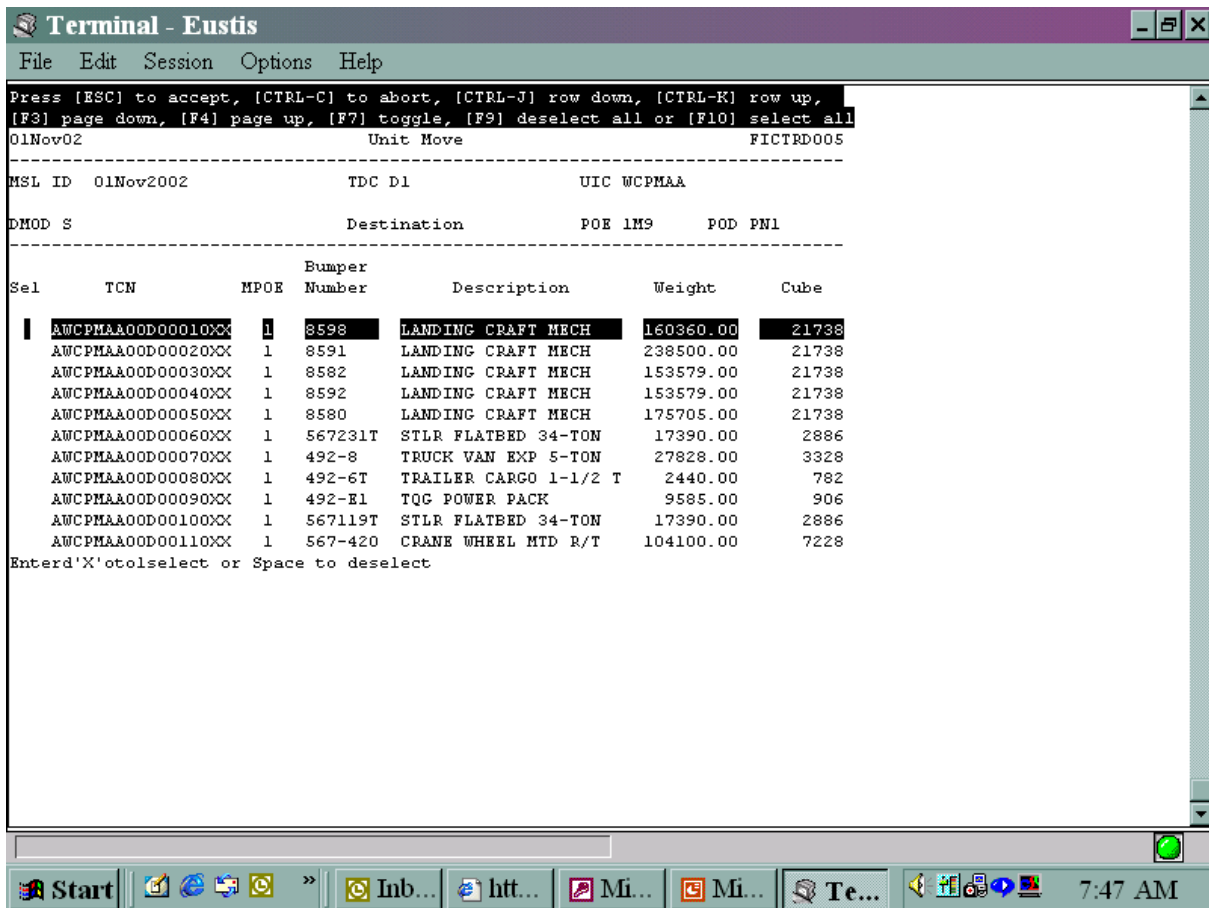 Terminal - Eustis
File Edit Session Options Help
Press [ESC] to accept, [CTRL-C] to abort, [CTRL-J] row down, [CTRL-K] row up,
[F3] page down, [F4] page up, [F7] toggle, [F9] deselect all or [F10] select all
01Nov02 Unit Move FICTRD005
MSL ID 01Nov2002 TDC D1 UIC WCPMAA
DMOD S Destination POE 1M9 POD PN1
Bumper
Sel TCN MPOE Number Description Weight Cube
AWCPMAA00D00010XX 1 8598 LANDING CRAFT MECH 160360.00 21738
AWCPMAA00D00020XX 1 8591 LANDING CRAFT MECH 238500.00 21738
AWCPMAA00D00030XX 1 8582 LANDING CRAFT MECH 153579.00 21738
AWCPMAA00D00040XX 1 8592 LANDING CRAFT MECH 153579.00 21738
AWCPMAA00D00050XX 1 8580 LANDING CRAFT MECH 175705.00 21738
AWCPMAA00D00060XX 1 567231T STLR FLATBED 34-TON 17390.00 2886
AWCPMAA00D00070XX 1 492-8 TRUCK VAN EXP 5-TON 27828.00 3328
AWCPMAA00D00080XX 1 492-6T TRAILER CARGO 1-1/2 T 2440.00 782
AWCPMAA00D00090XX 1 492-E1 TQG POWER PACK 9585.00 906
AWCPMAA00D00100XX 1 567119T STLR FLATBED 34-TON 17390.00 2886
AWCPMAA00D00110XX 1 567-420 CRANE WHEEL MTD R/T 104100.00 7228
Enterd'X'otolselect or Space to deselect
Start » Inb... htt... Mi... Mi... Te... 7:47 AM